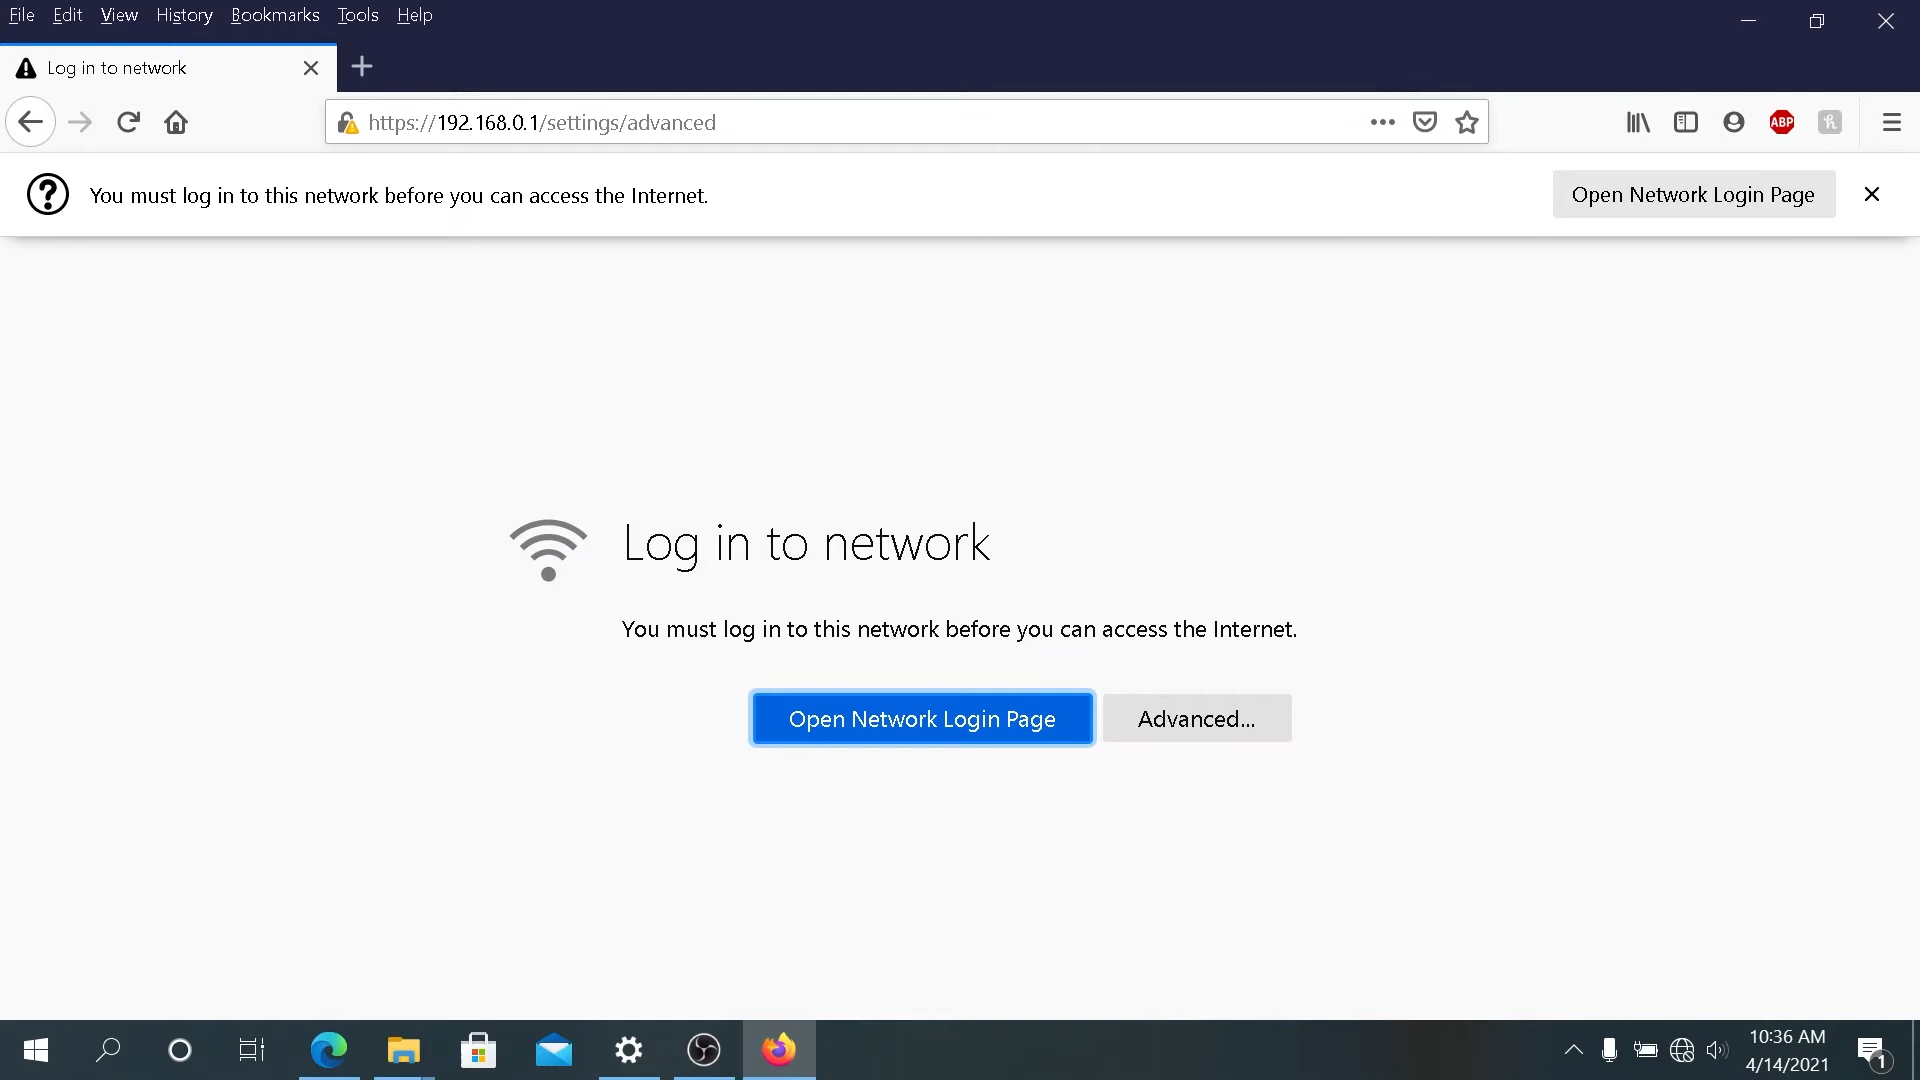 File Edit View History Bookmarks Tools Help
Log in to network
https://192.168.0.1/settings/advanced
ABP
h
You must log in to this network before you can access the Internet.
Open Network Login Page
Log in to network
You must log in to this network before you can access the Internet.
Open Network Login Page
Advanced...
10:36 AM
4/14/2021
1